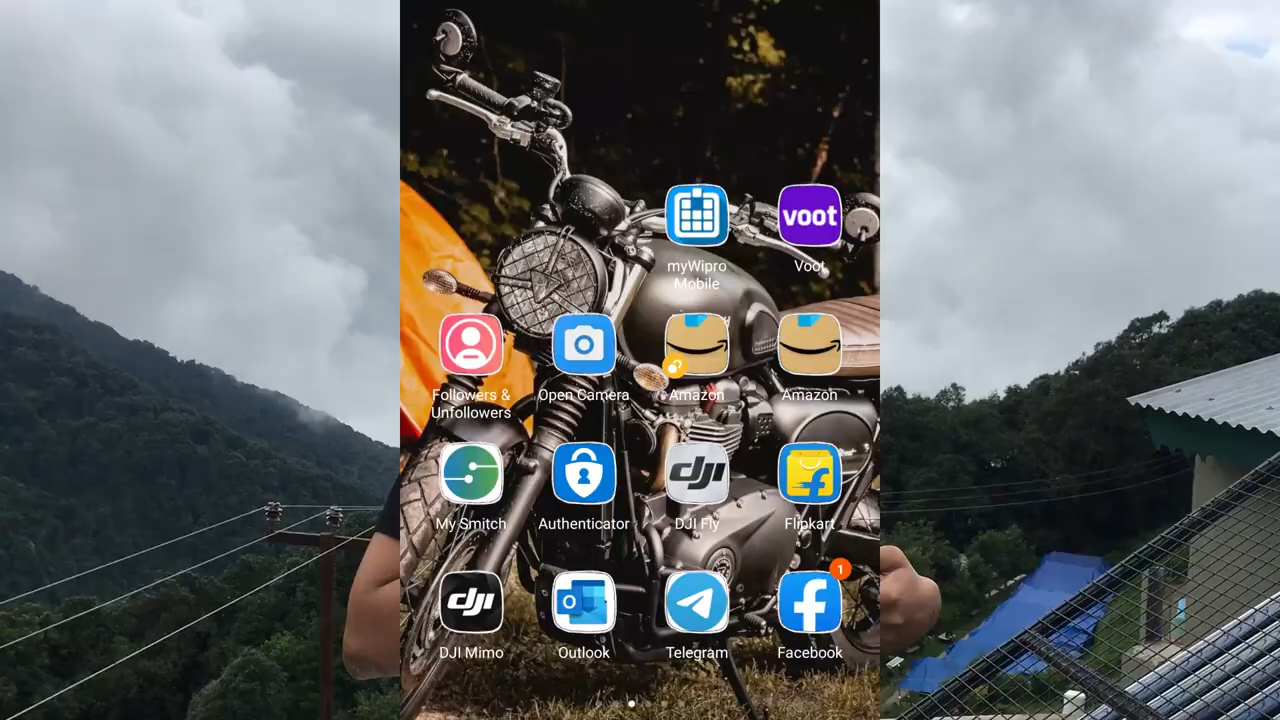 voot
myWipro
Mobile
Voot
Followers &
Unfollowers
Open Camera
Amazon
Amazon
dji
My Smitch
Authenticator
DJI Fly
Flipkart
1
dji
O
DJI Mimo
Outlook
Telegram
Facebook